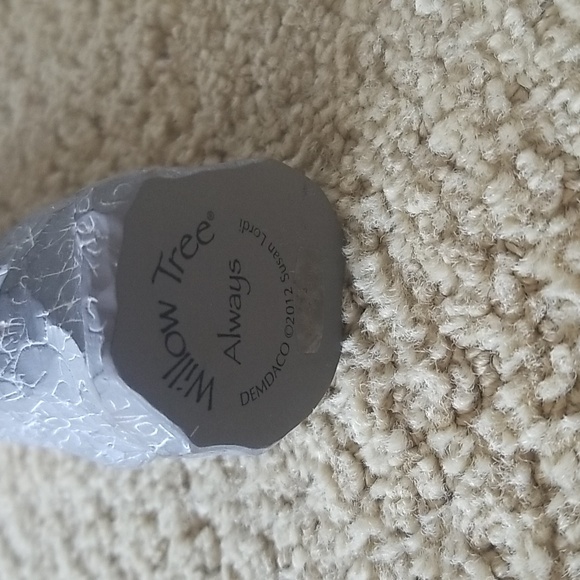 Willow Tree®
Always
DEMDACO ©2012 Susan Lordi